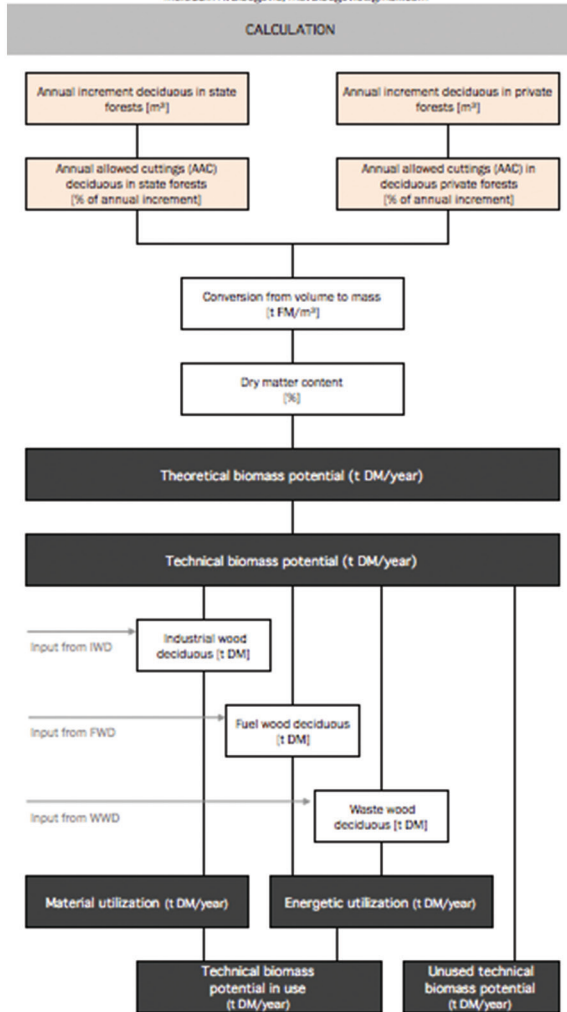 CALCULATION
Annual increment deciduous in state
forests [m³]
Annual increment deciduous in private
forests [m³]
Annual allowed cuttings (AAC)
deciduous in state forests
[% of annual increment]
Annual allowed cuttings (AAC) in
deciduous private forests
[% of annual increment]
Conversion from volume to mass
[t FM/m³]
Dry matter content
[%]
Theoretical biomass potential (t DM/year)
Technical biomass potential (t DM/year)
Input from IWD
Industrial wood
deciduous [t DM]
Input from FWD
Fuel wood deciduous
[t DM]
Input from WWD
Waste wood
deciduous [t DM]
Material utilization (t DM/year)
Energetic utilization (t DM/year)
Technical biomass
potential in use
(t DM/year)
Unused technical
biomass potential
(t DM/year)